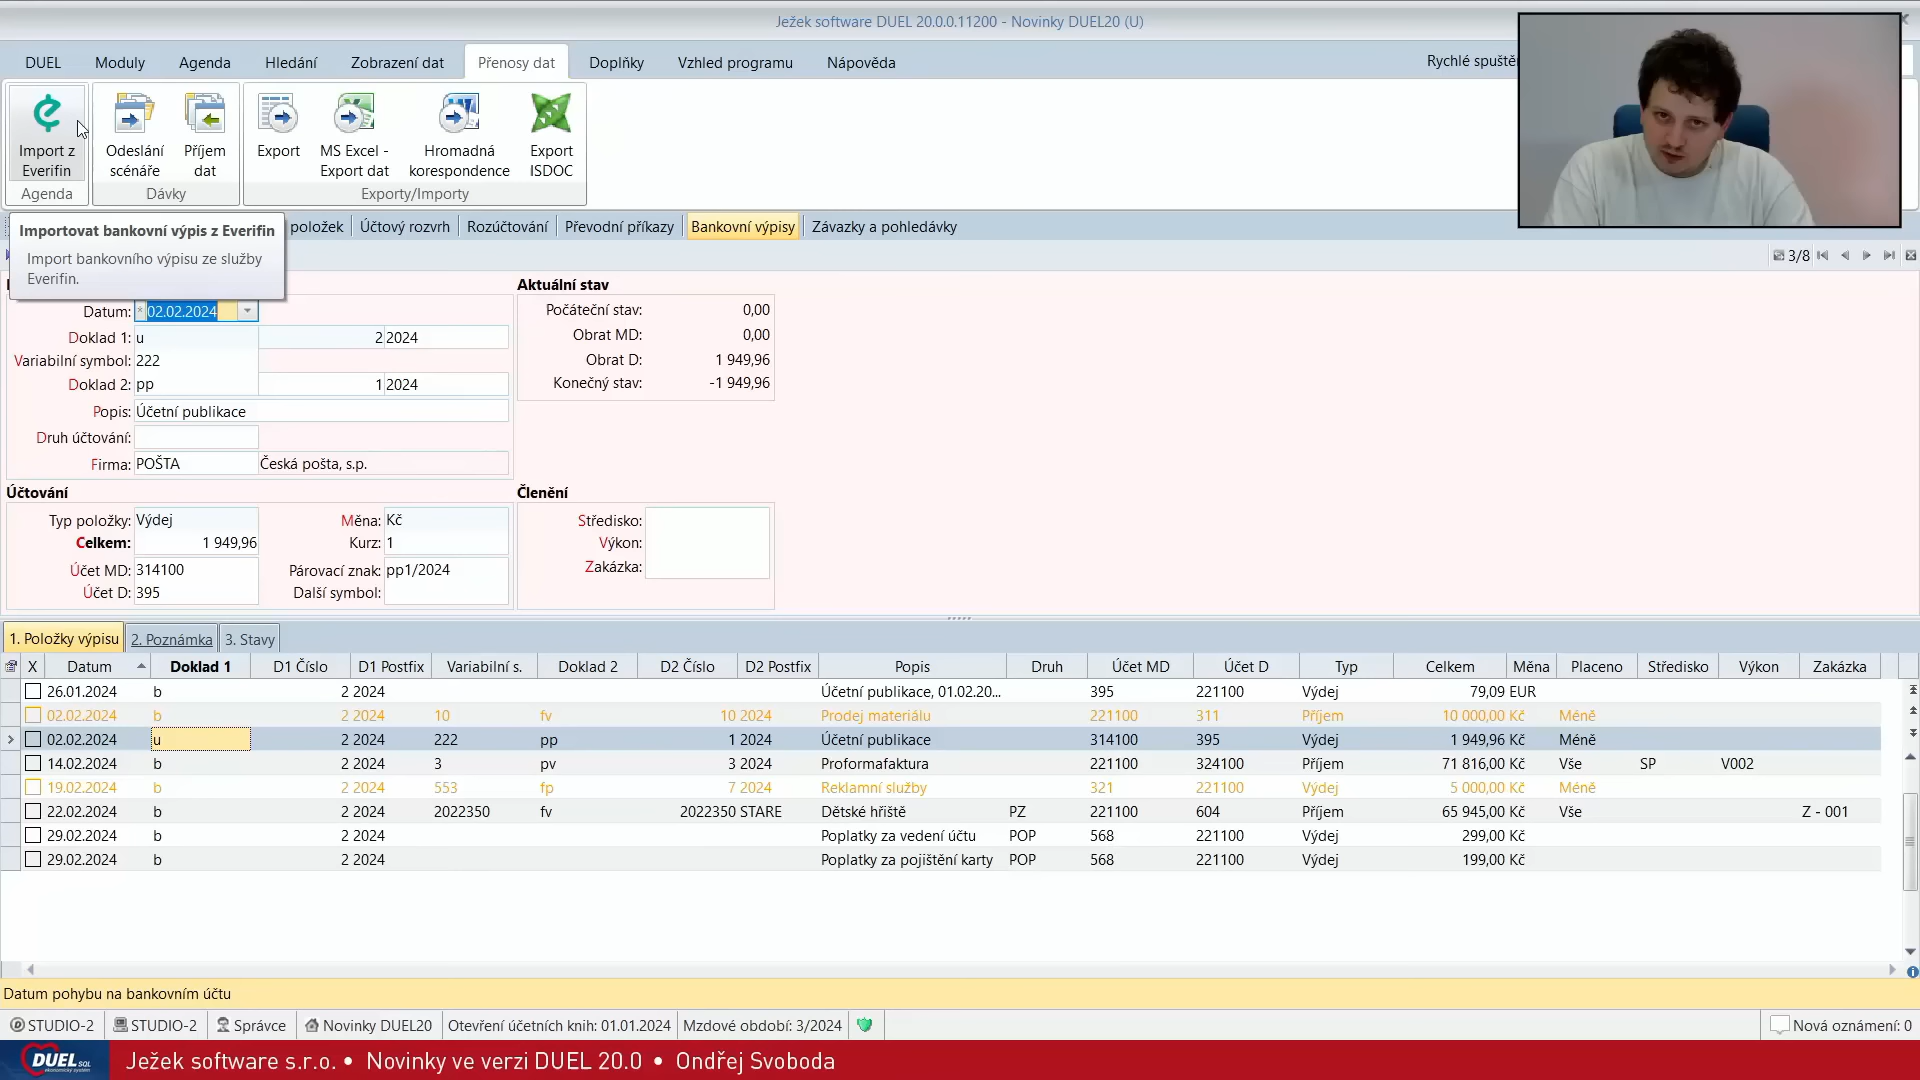 Ježek software DUEL 20.0.0.11200 - Novinky DUEL20 (U)
DUEL Moduly Agenda Hledání Zobrazení dat Přenosy dat Doplňky Vzhled programu Nápověda Rychlé spuště
Import z Everifin
Odeslání scénáře
Příjem dat
Export
MS Excel - Export dat
Hromadná korespondence
Export ISDOC
Agenda Dávky Exporty/Importy
položek Účtový rozvrh Rozúčtování Převodní příkazy Bankovní výpisy Závazky a pohledávky
Importovat bankovní výpis z Everifin
Import bankovního výpisu ze služby
Everifin.
3/8
Datum: 02.02.2024
Doklad 1: u 2 2024
Variabilní symbol: 222
Doklad 2: pp 1 2024
Popis: Účetní publikace
Druh účtování:
Firma: POŠTA Česká pošta, s.p.
Aktuální stav
Počáteční stav: 0,00
Obrat MD: 0,00
Obrat D: 1 949,96
Konečný stav: -1 949,96
Účtování
Typ položky: Výdej Měna: Kč
Celkem: 1 949,96 Kurz: 1
Účet MD: 314100 Párovací znak: pp1/2024
Účet D: 395 Další symbol:
Členění
Středisko:
Výkon:
Zakázka:
1. Položky výpisu 2. Poznámka 3. Stavy
X Datum Doklad 1 D1 Číslo D1 Postfix Variabilní s. Doklad 2 D2 Číslo D2 Postfix Popis Druh Účet MD Účet D Typ Celkem Měna Placeno Středisko Výkon Zakázka
26.01.2024 b 2 2024 Účetní publikace, 01.02.20... 395 221100 Výdej 79,09 EUR
02.02.2024 b 2 2024 10 fv 10 2024 Prodej materiálu 221100 311 Příjem 10 000,00 Kč Méně
02.02.2024 u 2 2024 222 pp 1 2024 Účetní publikace 314100 395 Výdej 1 949,96 Kč Méně
14.02.2024 b 2 2024 3 pv 3 2024 Proformafaktura 221100 324100 Příjem 71 816,00 Kč Vše SP V002
19.02.2024 b 2 2024 553 fp 7 2024 Reklamní služby 321 221100 Výdej 5 000,00 Kč Méně
22.02.2024 b 2 2024 2022350 fv 2022350 STARE Dětské hřiště PZ 221100 604 Příjem 65 945,00 Kč Vše Z - 001
29.02.2024 b 2 2024 Poplatky za vedení účtu POP 568 221100 Výdej 299,00 Kč
29.02.2024 b 2 2024 Poplatky za pojištění karty POP 568 221100 Výdej 199,00 Kč
Datum pohybu na bankovním účtu
STUDIO-2 STUDIO-2 Správce Novinky DUEL20 Otevření účetních knih: 01.01.2024 Mzdové období: 3/2024 Nová oznámení: 0
DUEL SQL Ježek software s.r.o. • Novinky ve verzi DUEL 20.0 • Ondřej Svoboda